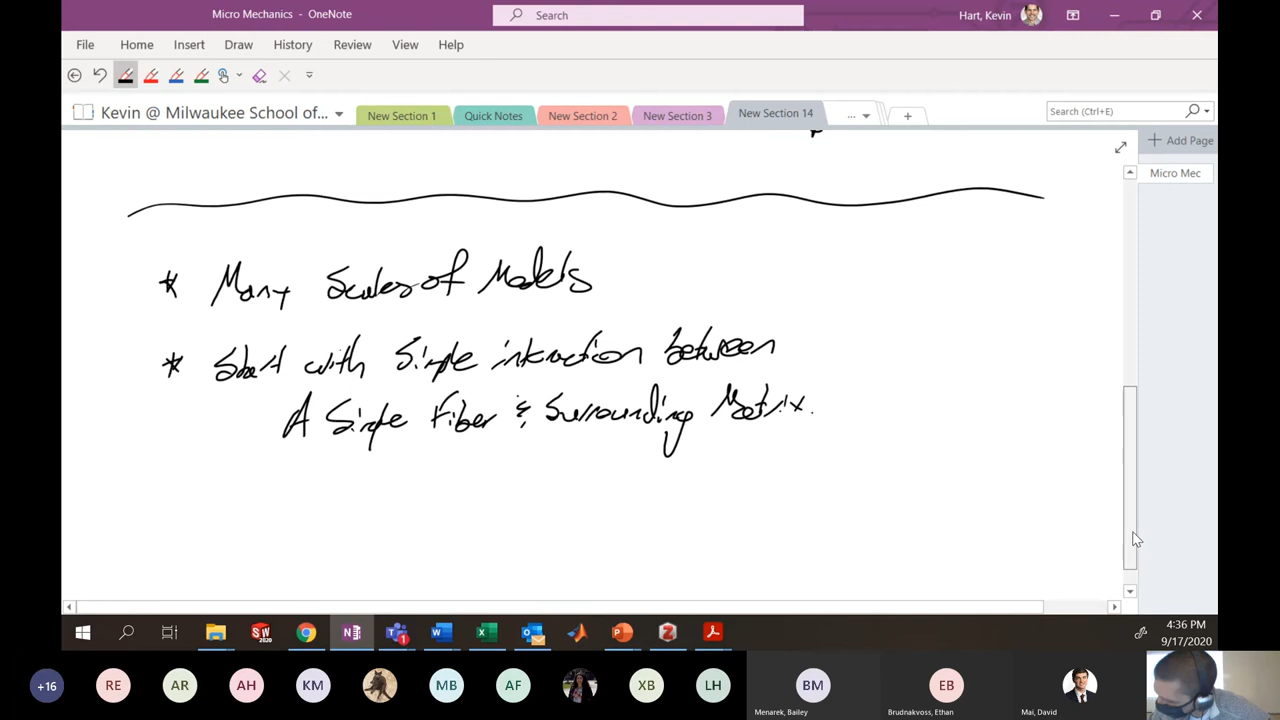 Micro Mechanics - OneNote
Search
Hart, Kevin
File Home Insert Draw History Review View Help
Kevin @ Milwaukee School of...
New Section 1
Quick Notes
New Section 2
New Section 3
New Section 14
...
Search (Ctrl+E)
Add Page
Micro Mec
* Many Scales of Models
* Start with Simple interaction between
A Single Fiber & Surrounding Matrix.
4:36 PM
9/17/2020
+16 RE AR AH KM MB AF XB LH BM EB
Menarek, Bailey
Brudnakvoss, Ethan
Mai, David